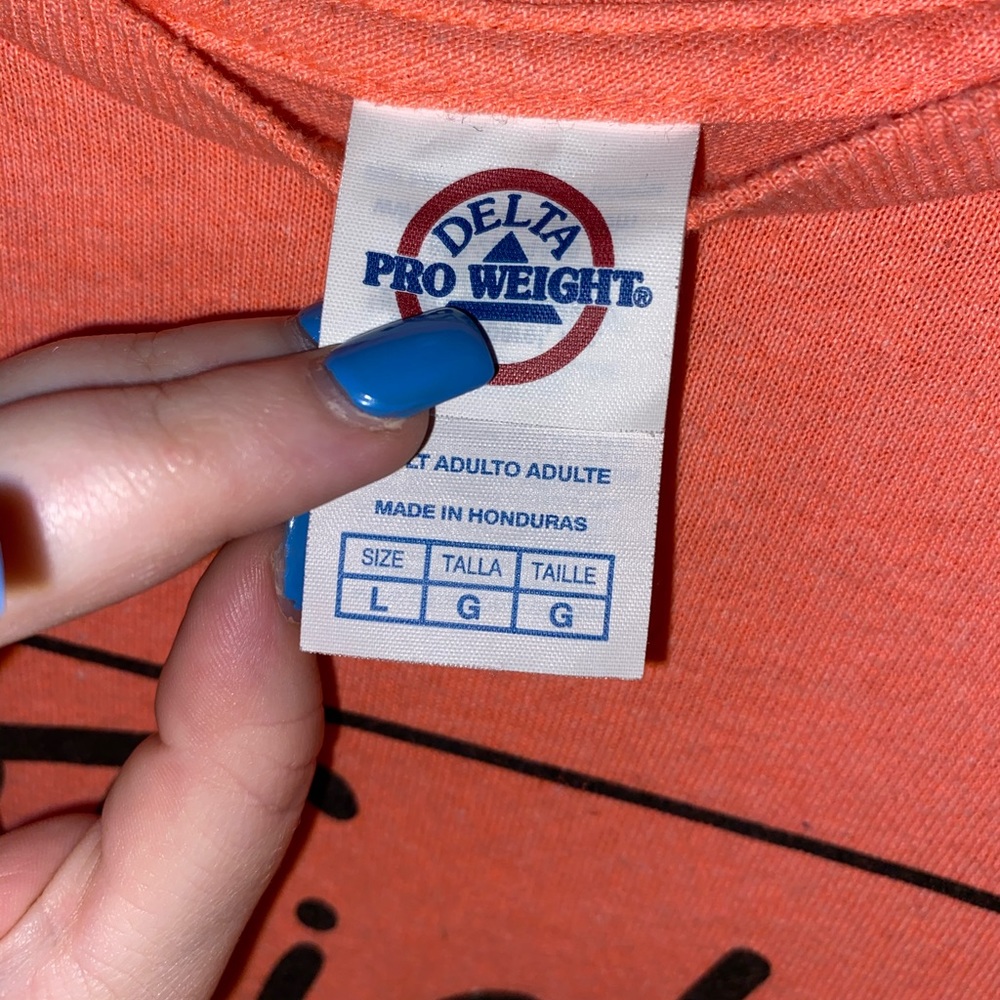 DELTA
PRO WEIGHT®
ADULTO ADULTE
MADE IN HONDURAS
SIZE TALLA TAILLE
L G G